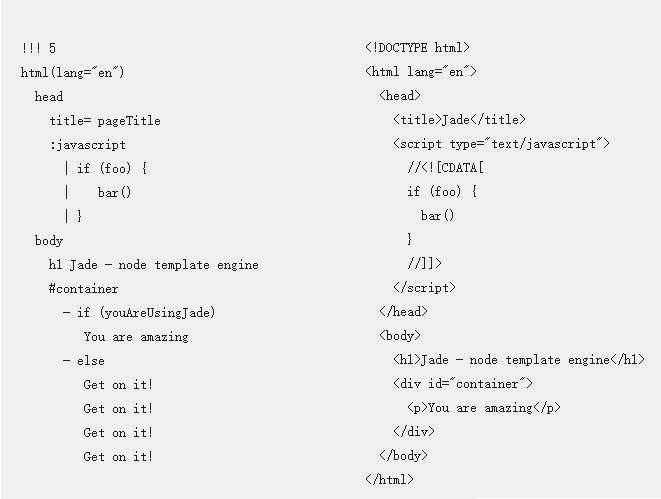 !!! 5
html(lang="en")
  head
    title= pageTitle
    :javascript
      | if (foo) {
      |    bar()
      | }
  body
    h1 Jade - node template engine
    #container
      - if (youAreUsingJade)
         You are amazing
      - else
         Get on it!
         Get on it!
         Get on it!
         Get on it!
<!DOCTYPE html>
<html lang="en">
  <head>
    <title>Jade</title>
    <script type="text/javascript">
      //<![CDATA[
      if (foo) {
        bar()
      }
      //]]>
    </script>
  </head>
  <body>
    <h1>Jade - node template engine</h1>
    <div id="container">
      <p>You are amazing</p>
    </div>
  </body>
</html>